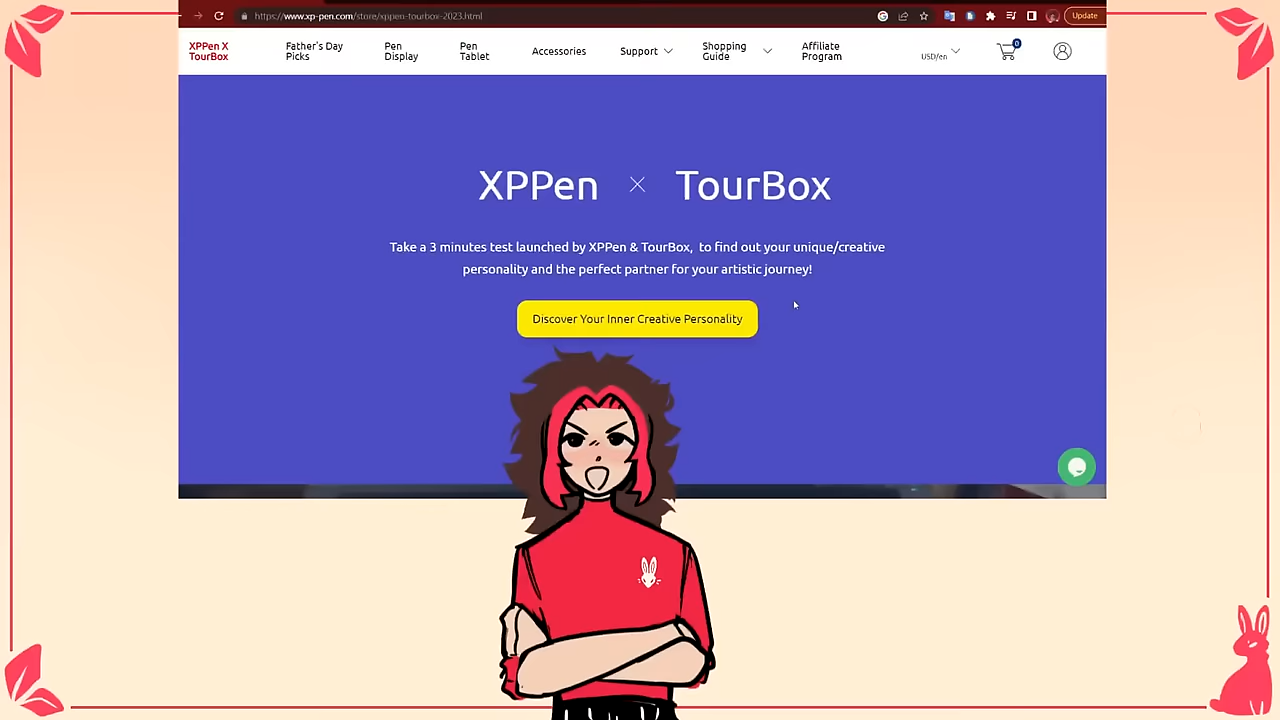 https://www.xp-pen.com/store/xppen-tourbox-2023.html
Update
XPPen X
TourBox
Father's Day
Picks
Pen
Display
Pen
Tablet
Accessories
Support
Shopping
Guide
Affiliate
Program
USD/en
0
XPPen × TourBox
Take a 3 minutes test launched by XPPen & TourBox, to find out your unique/creative
personality and the perfect partner for your artistic journey!
Discover Your Inner Creative Personality